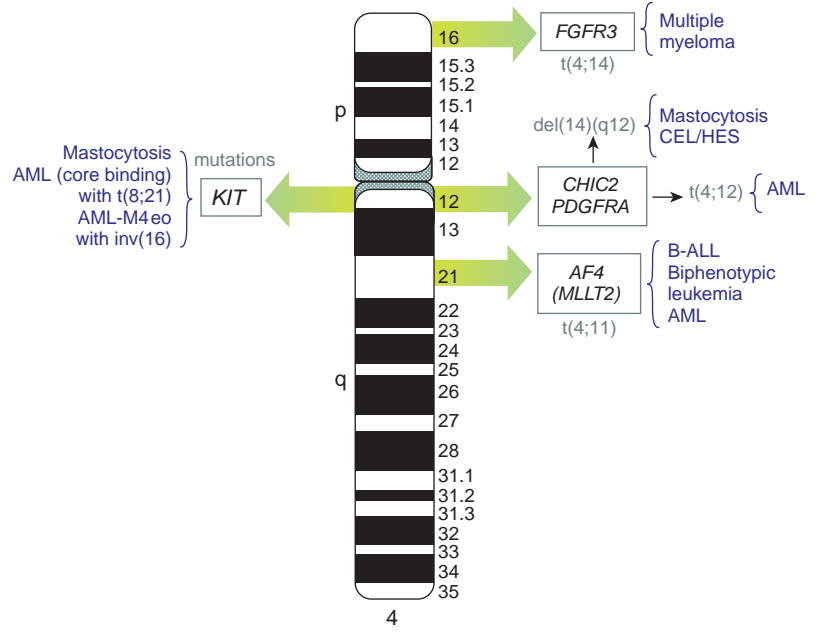 16
15.3
15.2
15.1
14
13
12
12
13
21
22
23
24
25
26
27
28
31.1
31.2
31.3
32
33
34
35
p
q
4
FGFR3
t(4;14)
Multiple
myeloma
del(14)(q12)
Mastocytosis
CEL/HES
CHIC2
PDGFRA
t(4;12)
AML
AF4
(MLLT2)
t(4;11)
B-ALL
Biphenotypic
leukemia
AML
mutations
KIT
Mastocytosis
AML (core binding)
with t(8;21)
AML-M4eo
with inv(16)